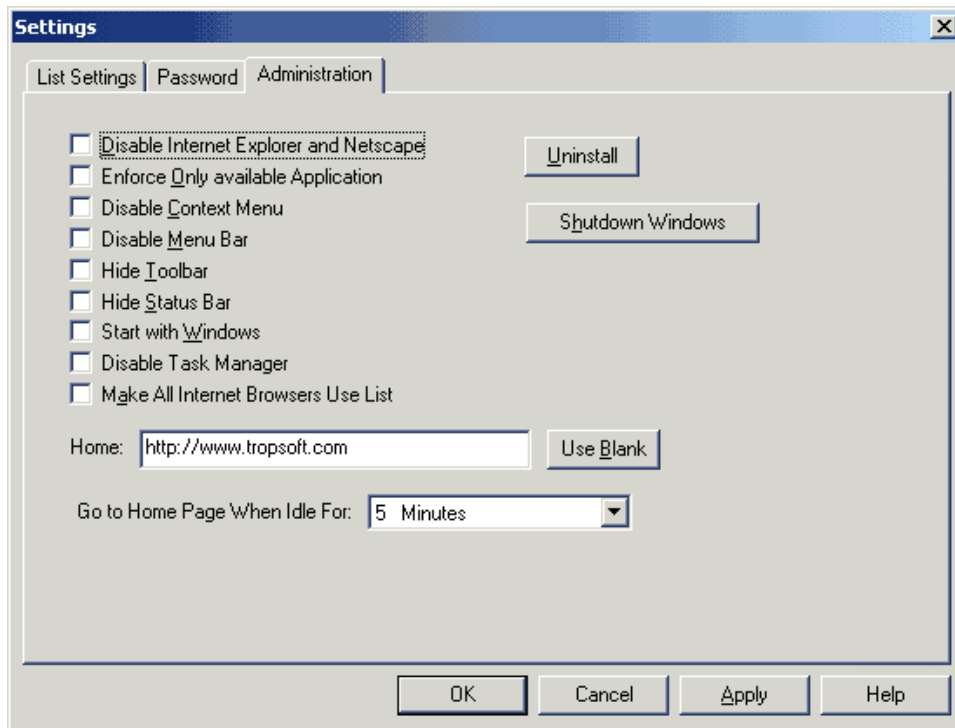 Settings
List Settings Password Administration
Disable Internet Explorer and Netscape
Uninstall
Enforce Only available Application
Disable Context Menu
Shutdown Windows
Disable Menu Bar
Hide Toolbar
Hide Status Bar
Start with Windows
Disable Task Manager
Make All Internet Browsers Use List
Home: http://www.tropsoft.com Use Blank
Go to Home Page When Idle For: 5 Minutes
OK Cancel Apply Help